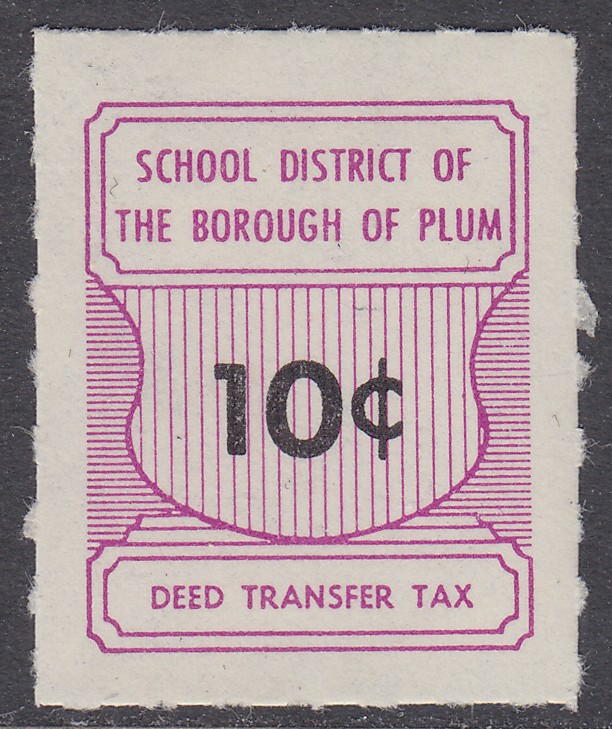 SCHOOL DISTRICT OF
THE BOROUGH OF PLUM
10¢
DEED TRANSFER TAX